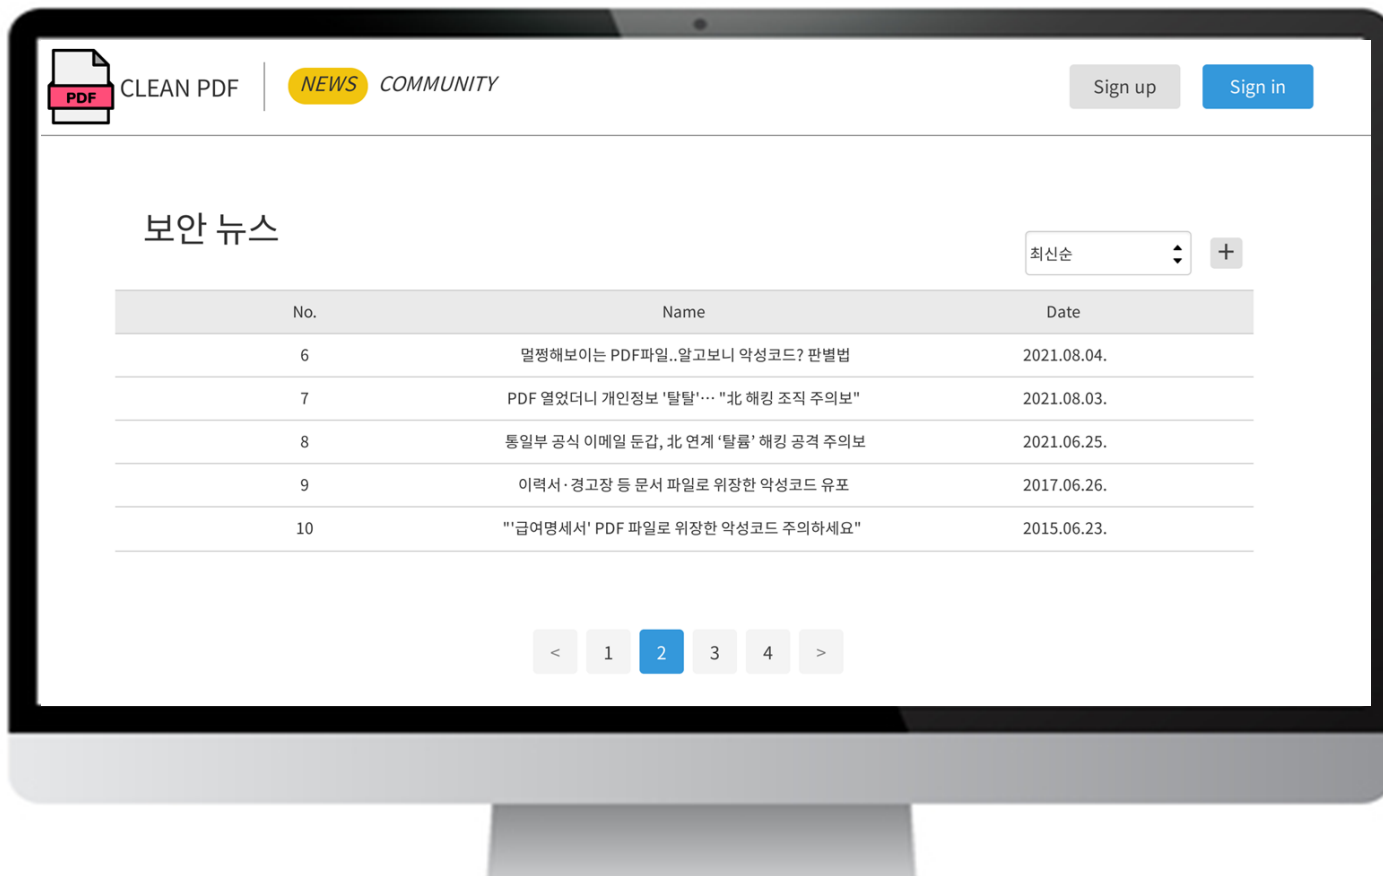 PDF CLEAN PDF NEWS COMMUNITY Sign up Sign in
보안 뉴스
최신순 +
No. Name Date
6 멀쩡해보이는 PDF파일..알고보니 악성코드? 판별법 2021.08.04.
7 PDF 열었더니 개인정보 '탈탈'… "北 해킹 조직 주의보" 2021.08.03.
8 통일부 공식 이메일 둔갑, 北 연계 ‘탈륨’ 해킹 공격 주의보 2021.06.25.
9 이력서·경고장 등 문서 파일로 위장한 악성코드 유포 2017.06.26.
10 "'급여명세서' PDF 파일로 위장한 악성코드 주의하세요" 2015.06.23.
< 1 2 3 4 >